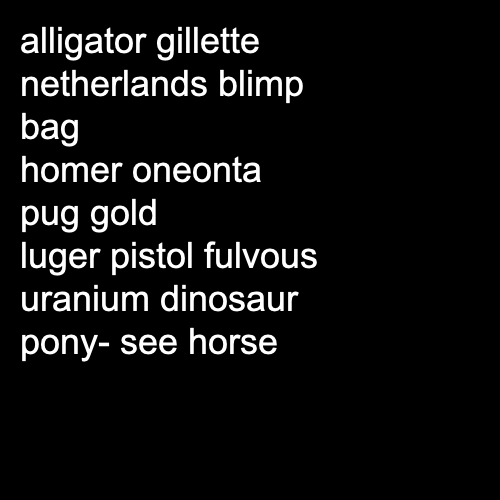 alligator gillette
netherlands blimp
bag
homer oneonta
pug gold
luger pistol fulvous
uranium dinosaur
pony- see horse